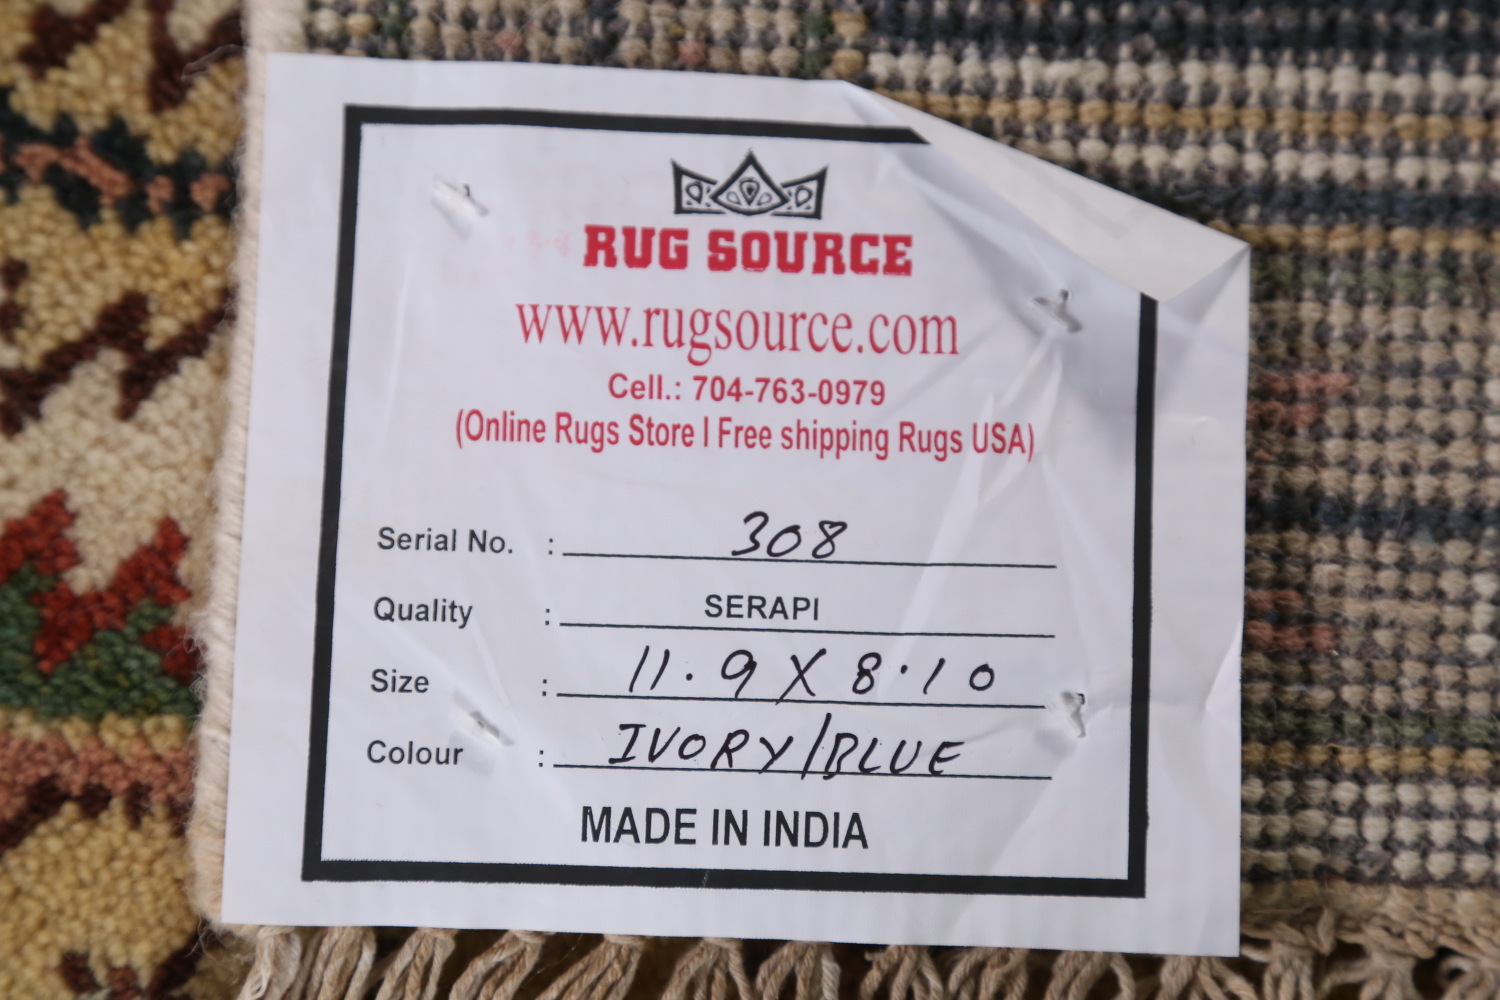 RUG SOURCE
www.rugsource.com
Cell.: 704-763-0979
(Online Rugs Store I Free shipping Rugs USA)
Serial No. : 308
Quality : SERAPI
Size : 11.9 X 8.10
Colour : IVORY/BLUE
MADE IN INDIA